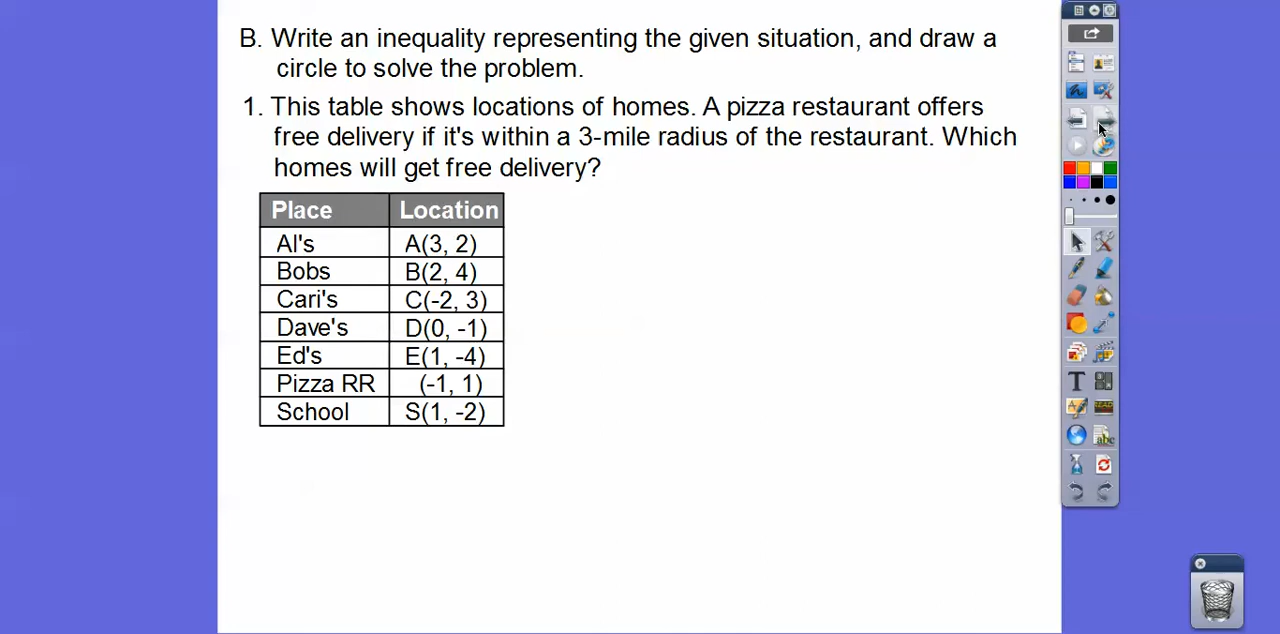 B. Write an inequality representing the given situation, and draw a
circle to solve the problem.
1. This table shows locations of homes. A pizza restaurant offers
free delivery if it's within a 3-mile radius of the restaurant. Which
homes will get free delivery?
Place Location
Al's A(3, 2)
Bobs B(2, 4)
Cari's C(-2, 3)
Dave's D(0, -1)
Ed's E(1, -4)
Pizza RR (-1, 1)
School S(1, -2)
T
abc